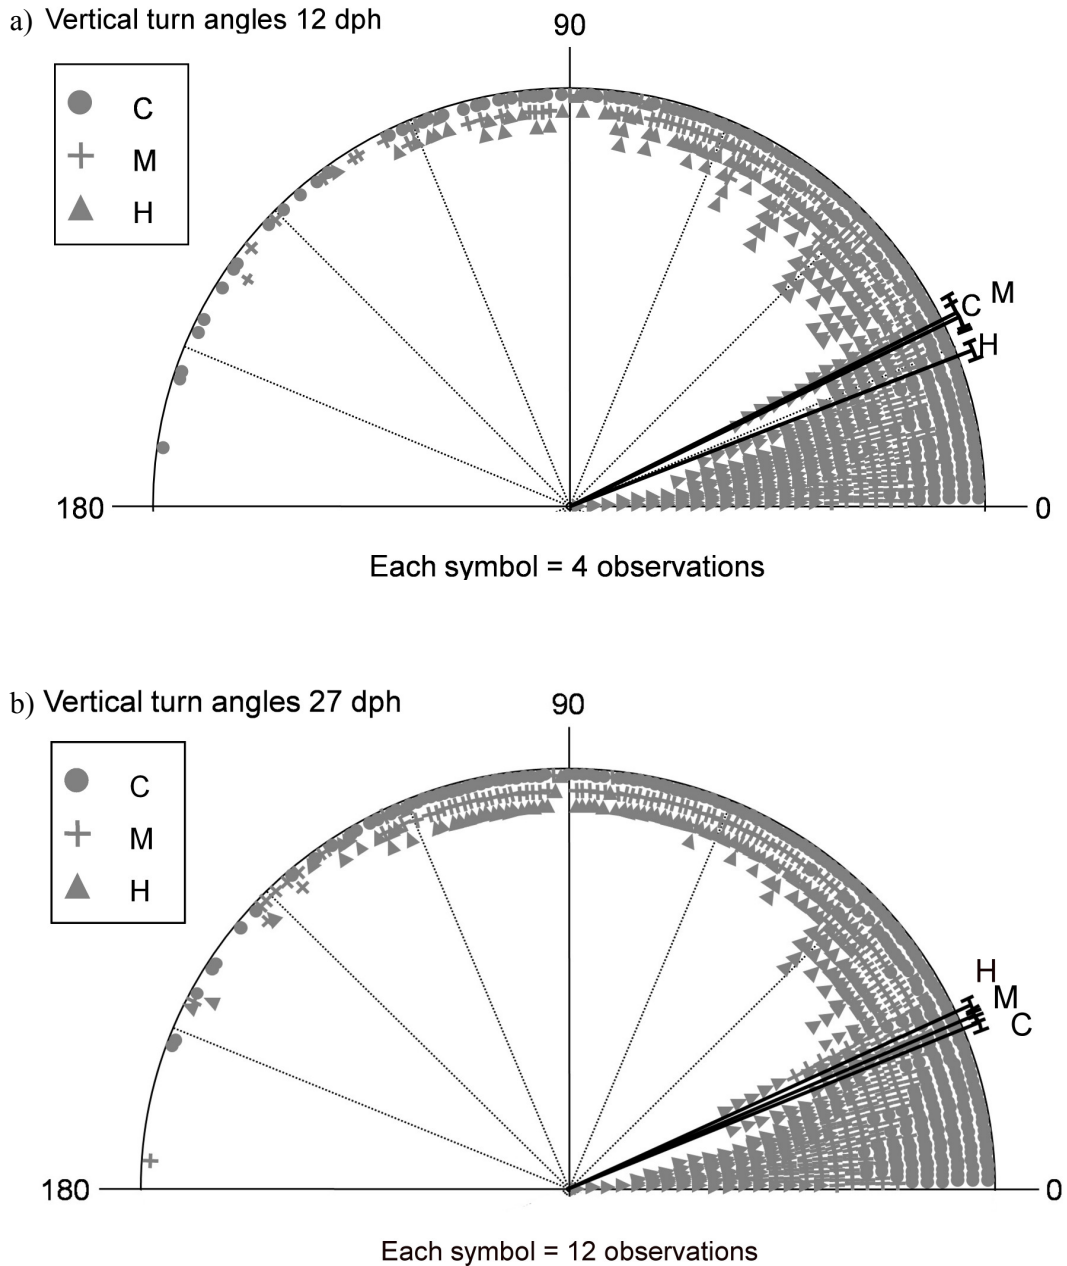 a) Vertical turn angles 12 dph
90
C
M
H
M
C
H
180
0
Each symbol = 4 observations
b) Vertical turn angles 27 dph
90
C
M
H
H
M
C
180
0
Each symbol = 12 observations